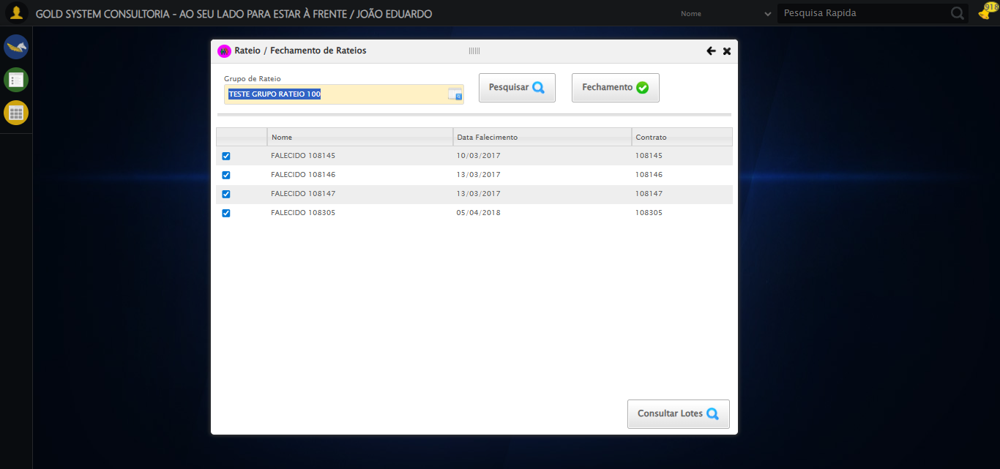 GOLD SYSTEM CONSULTORIA - AO SEU LADO PARA ESTAR À FRENTE / JOÃO EDUARDO
Nome
Pesquisa Rapida
918
Rateio / Fechamento de Rateios
Grupo de Rateio
TESTE GRUPO RATEIO 100
Pesquisar
Fechamento
Nome Data Falecimento Contrato
FALECIDO 108145 10/03/2017 108145
FALECIDO 108146 13/03/2017 108146
FALECIDO 108147 13/03/2017 108147
FALECIDO 108305 05/04/2018 108305
Consultar Lotes